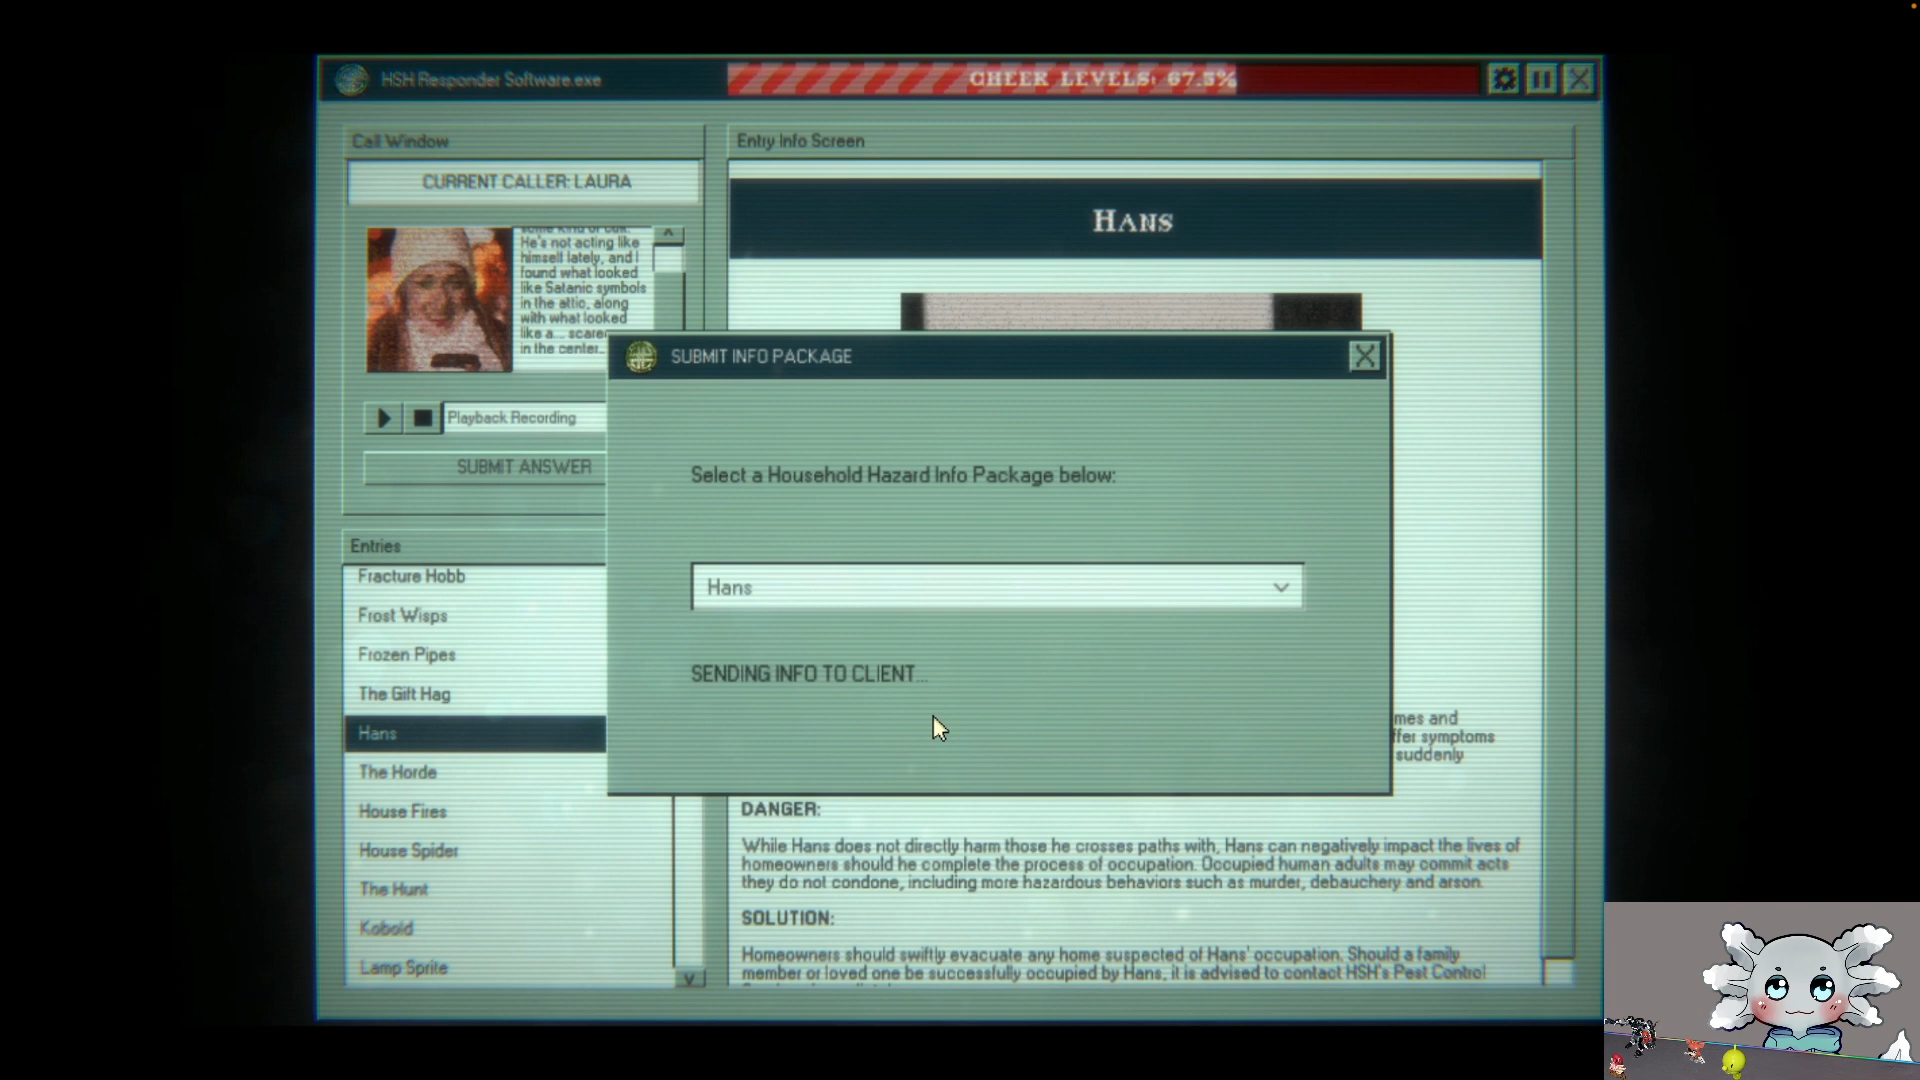 HSH Responder Software.exe
CHEER LEVELS: 67.5%
Call Window
CURRENT CALLER: LAURA
some kind of cult.
He's not acting like
himself lately, and I
found what looked
like Satanic symbols
in the attic, along
with what looked
like a... scare
in the center..
Playback Recording
SUBMIT ANSWER
Entries
Fracture Hobb
Frost Wisps
Frozen Pipes
The Gift Hag
Hans
The Horde
House Fires
House Spider
The Hunt
Kobold
Lamp Sprite
Entry Info Screen
HANS
SUBMIT INFO PACKAGE
Select a Household Hazard Info Package below:
Hans
SENDING INFO TO CLIENT...
mes and
ffer symptoms
suddenly
DANGER:
While Hans does not directly harm those he crosses paths with, Hans can negatively impact the lives of
homeowners should he complete the process of occupation. Occupied human adults may commit acts
they do not condone, including more hazardous behaviors such as murder, debauchery and arson.
SOLUTION:
Homeowners should swiftly evacuate any home suspected of Hans' occupation. Should a family
member or loved one be successfully occupied by Hans, it is advised to contact HSH's Pest Control